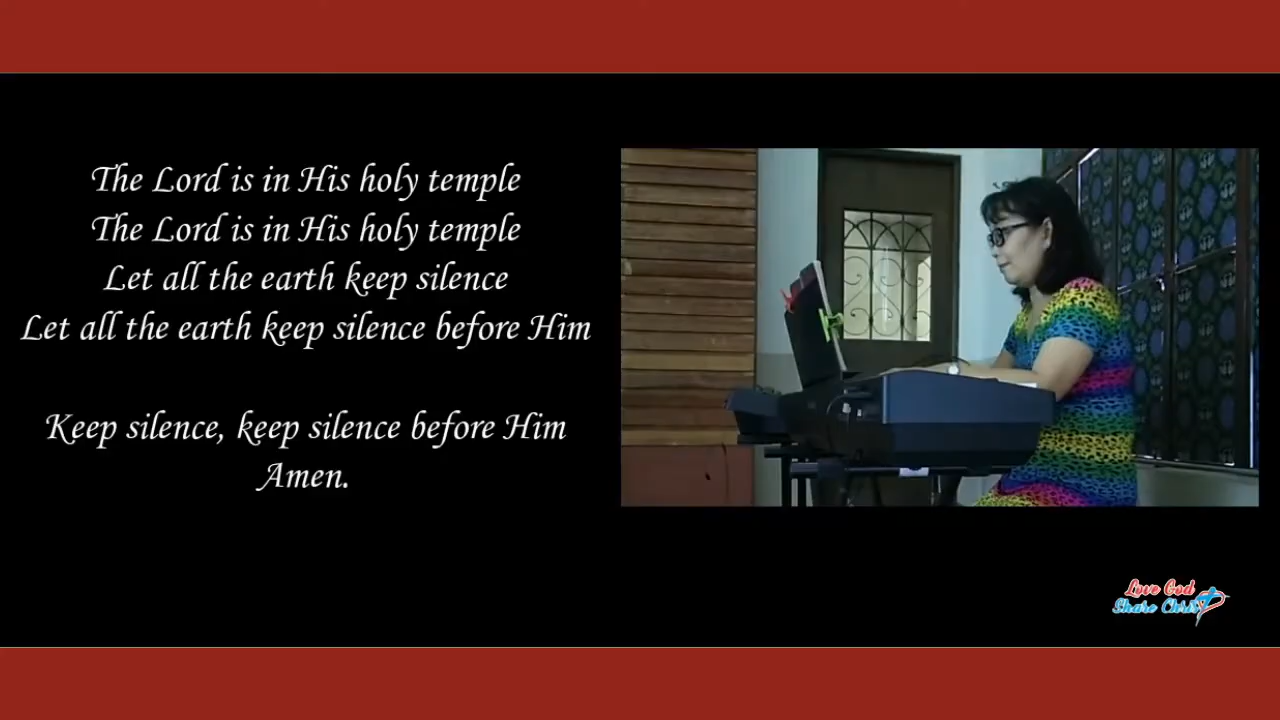 The Lord is in His holy temple
The Lord is in His holy temple
Let all the earth keep silence
Let all the earth keep silence before Him
Keep silence, keep silence before Him
Amen.
Love God
Share Christ